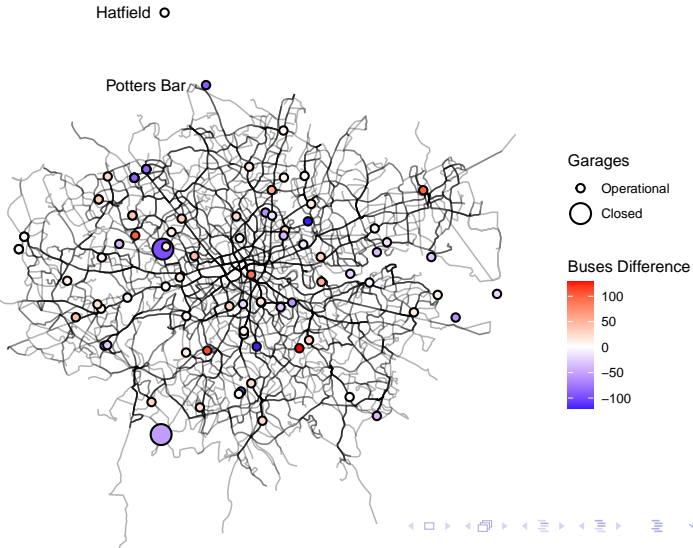 Hatfield
Potters Bar
Garages
Operational
Closed
Buses Difference
100
50
0
−50
−100